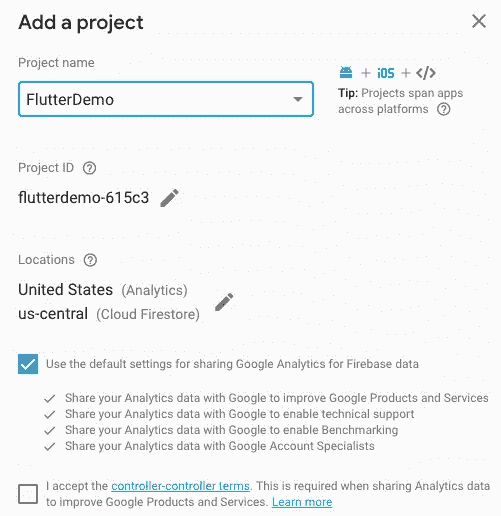 Add a project
Project name
FlutterDemo
+ iOS + </>
Tip: Projects span apps
across platforms ?
Project ID ?
flutterdemo-615c3
Locations ?
United States (Analytics)
us-central (Cloud Firestore)
Use the default settings for sharing Google Analytics for Firebase data
Share your Analytics data with Google to improve Google Products and Services
Share your Analytics data with Google to enable technical support
Share your Analytics data with Google to enable Benchmarking
Share your Analytics data with Google Account Specialists
I accept the controller-controller terms. This is required when sharing Analytics data
to improve Google Products and Services. Learn more